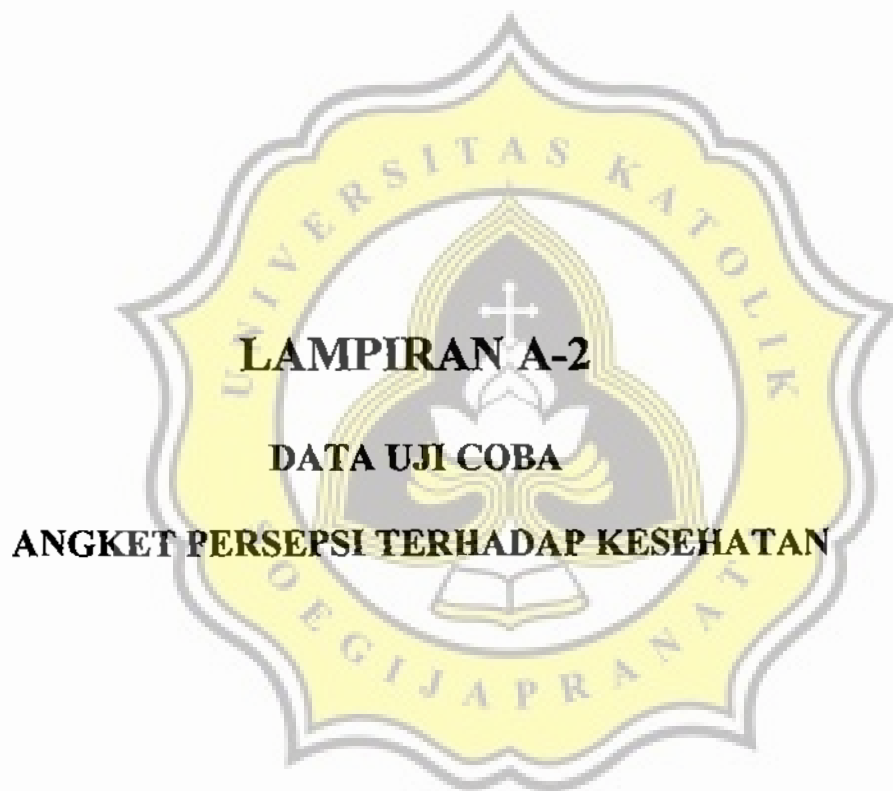 UNIVERSITAS KATOLIK
LAMPIRAN A-2
DATA UJI COBA
ANGKET PERSEPSI TERHADAP KESEHATAN
SOEGIJAPRANATA